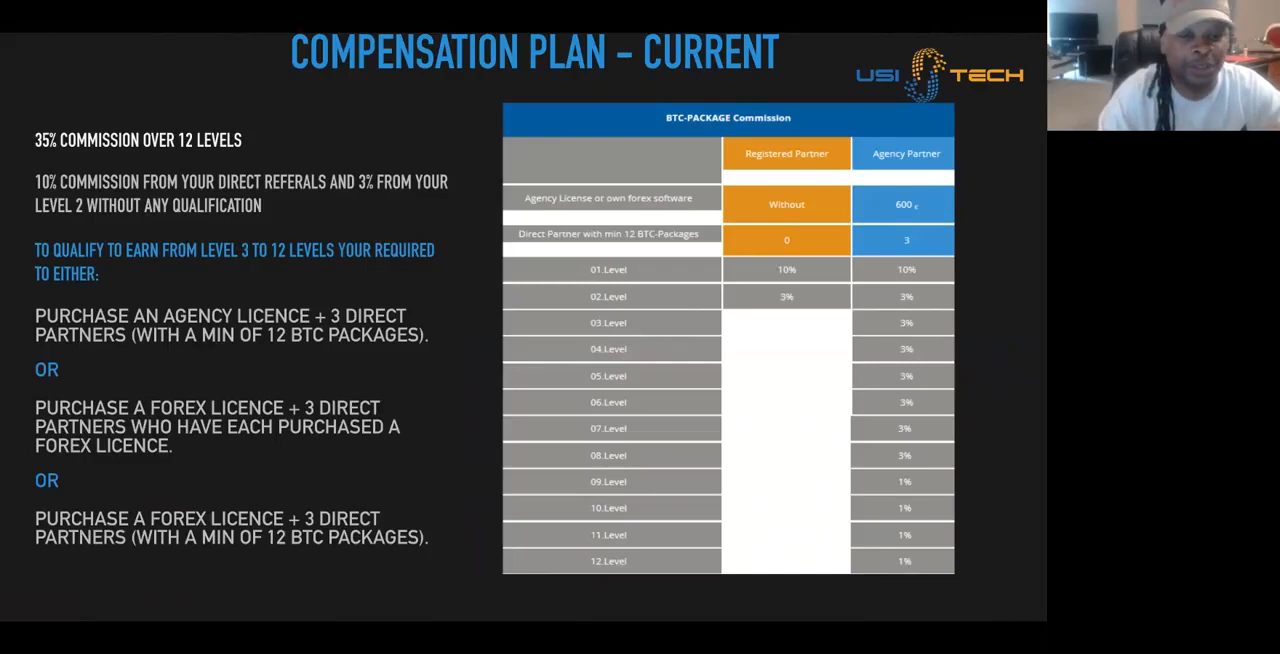 COMPENSATION PLAN - CURRENT
USI TECH
35% COMMISSION OVER 12 LEVELS
10% COMMISSION FROM YOUR DIRECT REFERALS AND 3% FROM YOUR
LEVEL 2 WITHOUT ANY QUALIFICATION
TO QUALIFY TO EARN FROM LEVEL 3 TO 12 LEVELS YOUR REQUIRED
TO EITHER:
PURCHASE AN AGENCY LICENCE + 3 DIRECT
PARTNERS (WITH A MIN OF 12 BTC PACKAGES).
OR
PURCHASE A FOREX LICENCE + 3 DIRECT
PARTNERS WHO HAVE EACH PURCHASED A
FOREX LICENCE.
OR
PURCHASE A FOREX LICENCE + 3 DIRECT
PARTNERS (WITH A MIN OF 12 BTC PACKAGES).
BTC-PACKAGE Commission
Registered Partner Agency Partner
Agency License or own forex software Without 600 €
Direct Partner with min 12 BTC-Packages 0 3
01.Level 10% 10%
02.Level 3% 3%
03.Level 3%
04.Level 3%
05.Level 3%
06.Level 3%
07.Level 3%
08.Level 3%
09.Level 1%
10.Level 1%
11.Level 1%
12.Level 1%